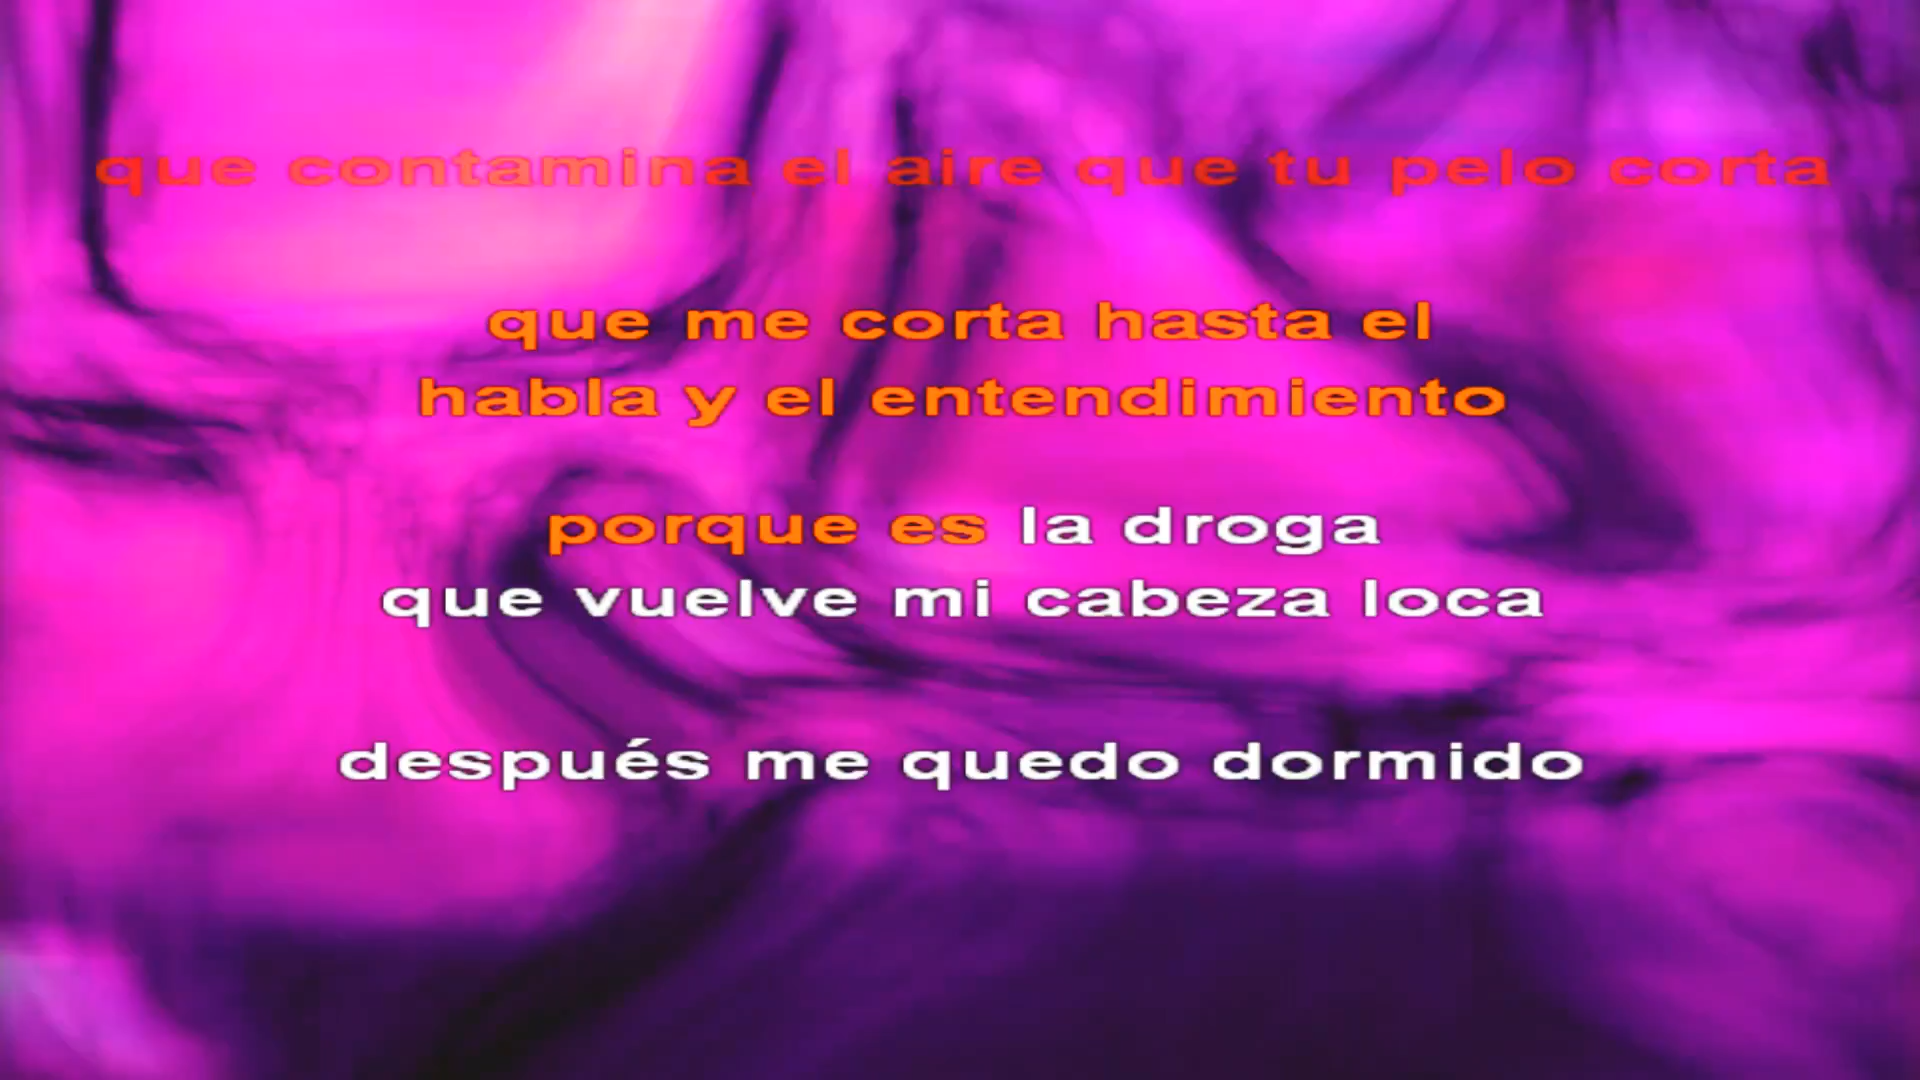 que contamina el aire que tu pelo corta
que me corta hasta el
habla y el entendimiento
porque es la droga
que vuelve mi cabeza loca
después me quedo dormido